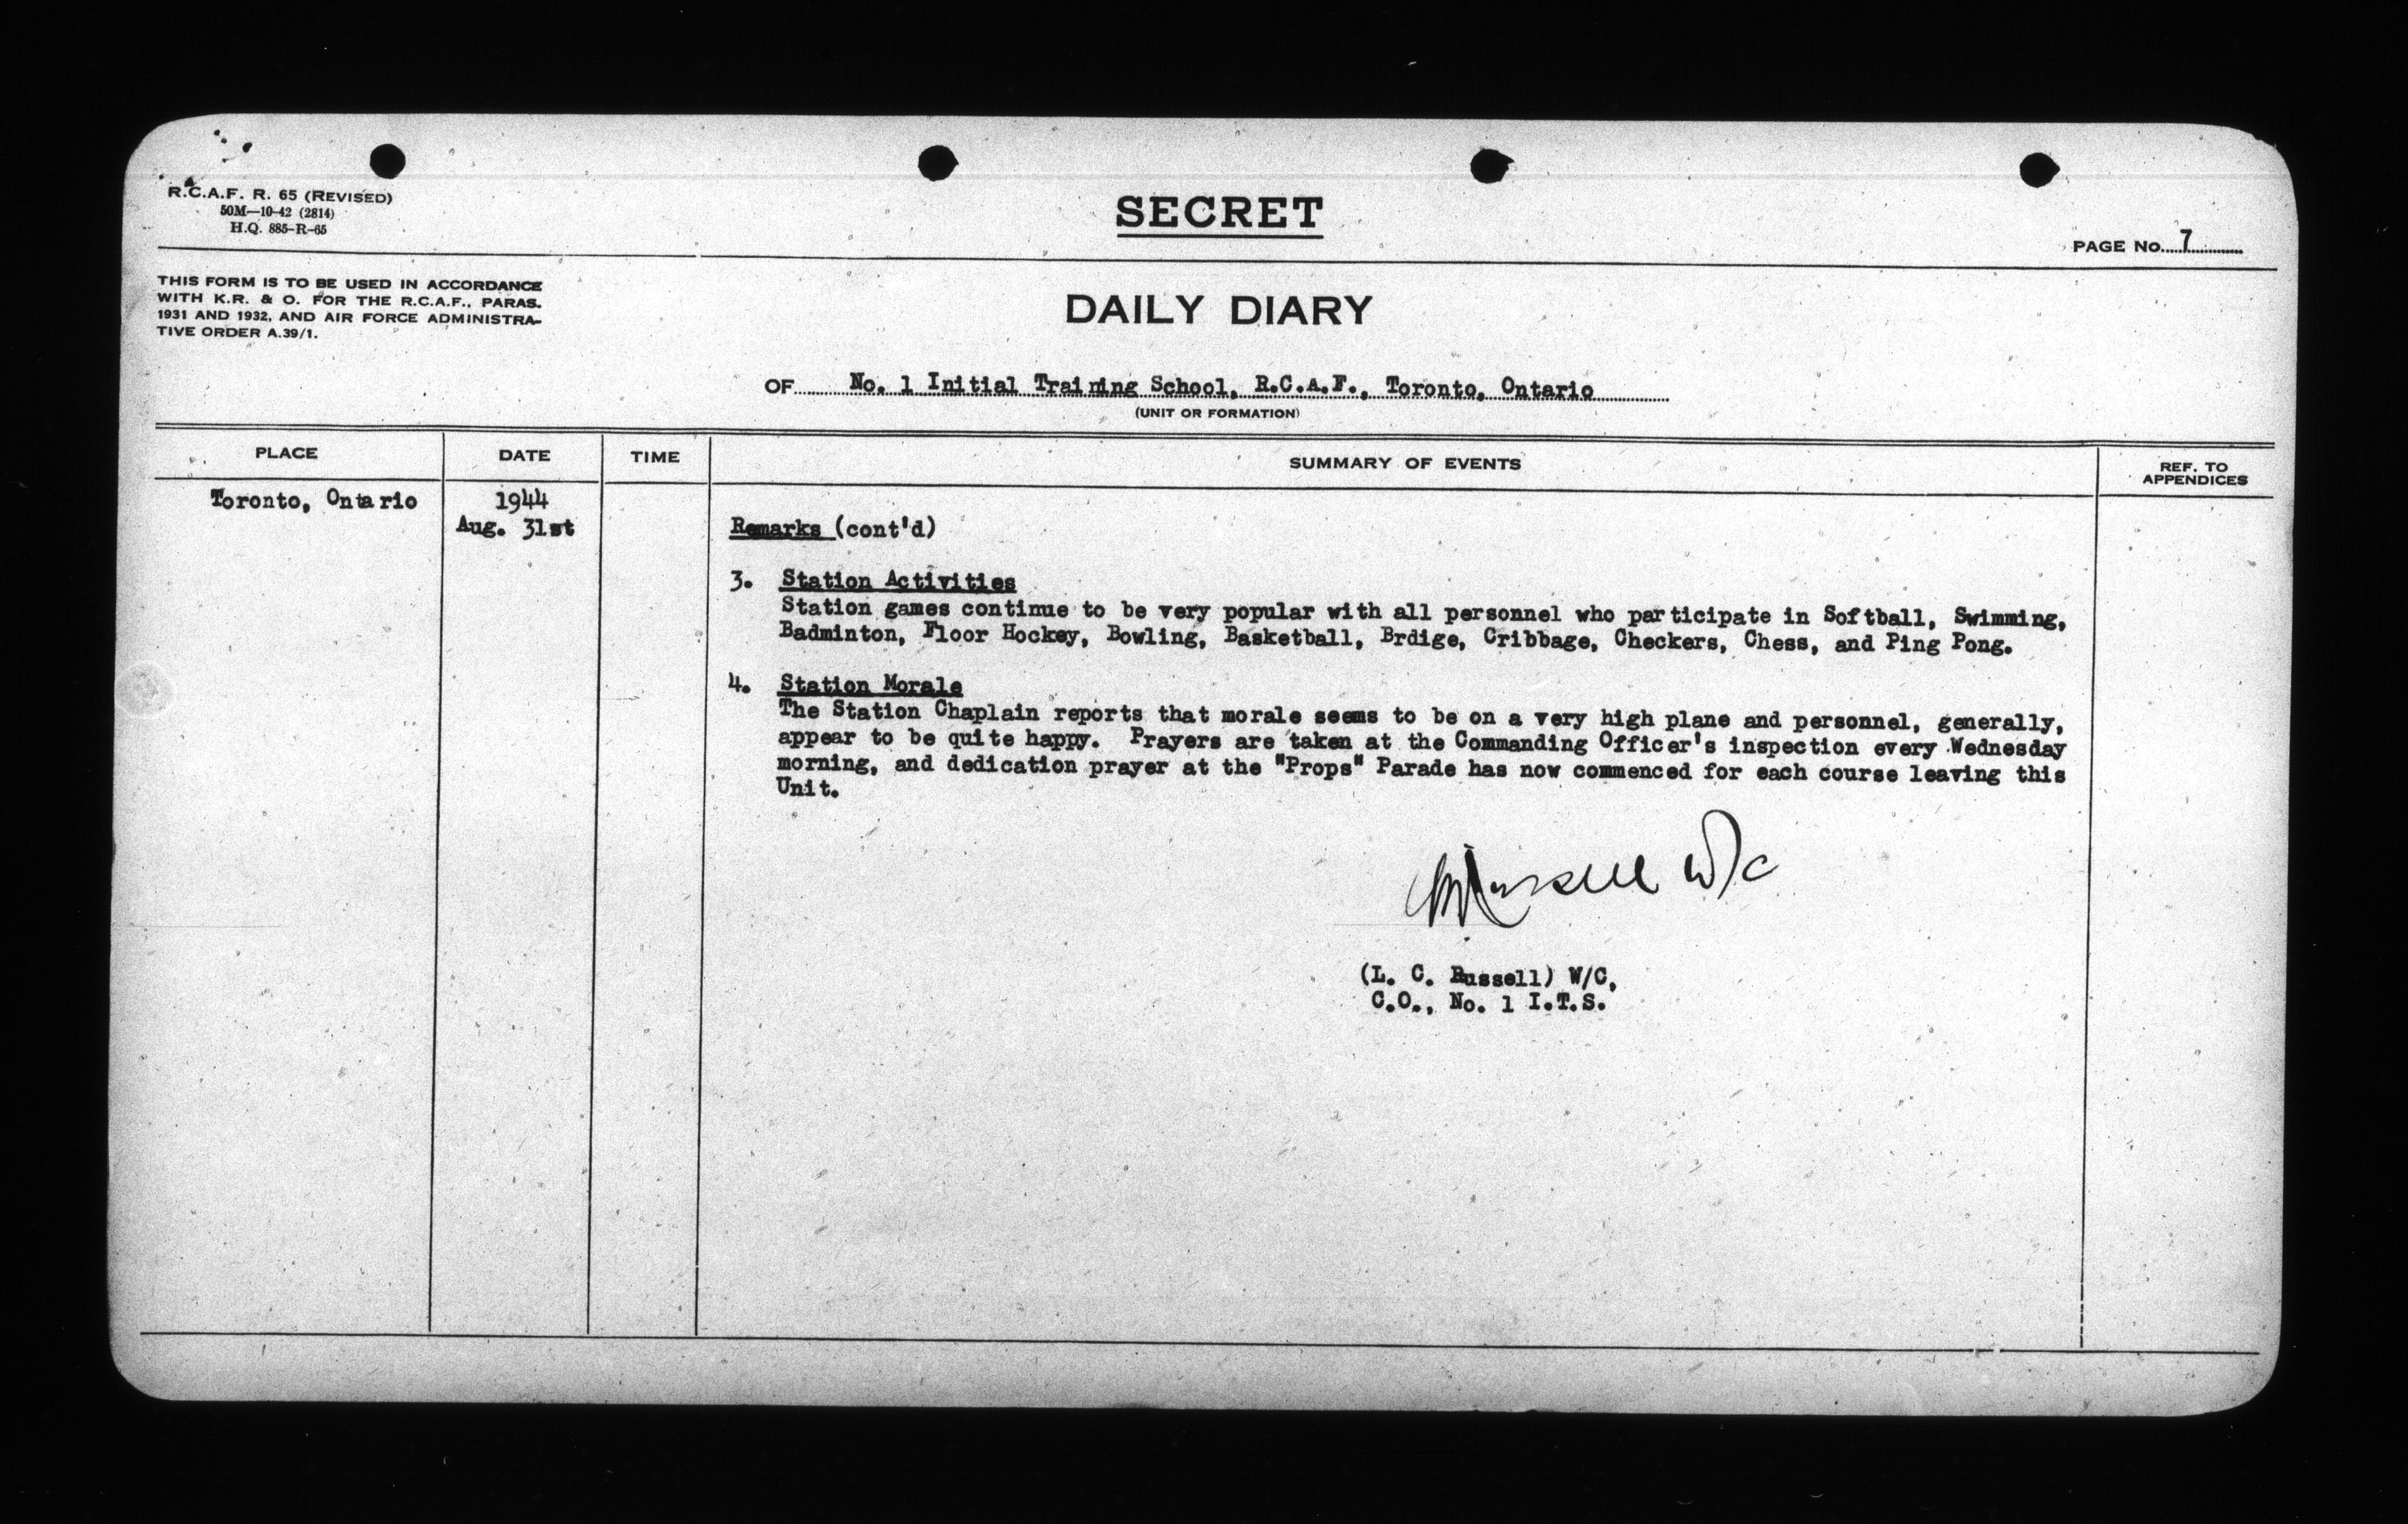 R.C.A.F. R. 65 (REVISED)
50M—10-42 (2814)
H.Q. 885-R-65
SECRET
PAGE NO. 7
THIS FORM IS TO BE USED IN ACCORDANCE
WITH K.R. & O. FOR THE R.C.A.F., PARAS.
1931 AND 1932, AND AIR FORCE ADMINISTRA-
TIVE ORDER A.39/1.
DAILY DIARY
OF No. 1 Initial Training School, R.C.A.F., Toronto, Ontario
(UNIT OR FORMATION)
PLACE DATE TIME SUMMARY OF EVENTS REF. TO APPENDICES
Toronto, Ontario 1944
Aug. 31st Remarks (cont'd)
3. Station Activities
Station games continue to be very popular with all personnel who participate in Softball, Swimming,
Badminton, Floor Hockey, Bowling, Basketball, Brdige, Cribbage, Checkers, Chess, and Ping Pong.
4. Station Morale
The Station Chaplain reports that morale seems to be on a very high plane and personnel, generally,
appear to be quite happy. Prayers are taken at the Commanding Officer's inspection every Wednesday
morning, and dedication prayer at the "Props" Parade has now commenced for each course leaving this
Unit.
Russell W/C
(L. C. Russell) W/C,
C.O., No. 1 I.T.S.